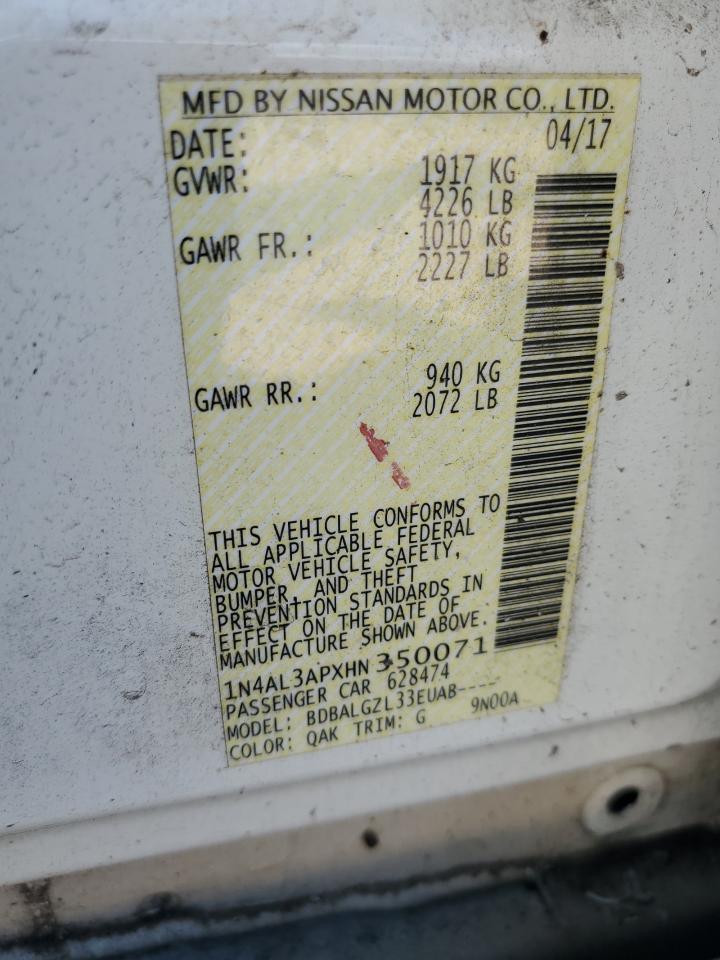 MFD BY NISSAN MOTOR CO., LTD.
DATE: 04/17
GVWR: 1917 KG
4226 LB
GAWR FR.: 1010 KG
2227 LB
GAWR RR.: 940 KG
2072 LB
THIS VEHICLE CONFORMS TO
ALL APPLICABLE FEDERAL
MOTOR VEHICLE SAFETY,
BUMPER, AND THEFT
PREVENTION STANDARDS IN
EFFECT ON THE DATE OF
MANUFACTURE SHOWN ABOVE.
1N4AL3APXHN350071
PASSENGER CAR 628474
MODEL: BDBALGZL33EUAB----
COLOR: QAK TRIM: G 9N00A